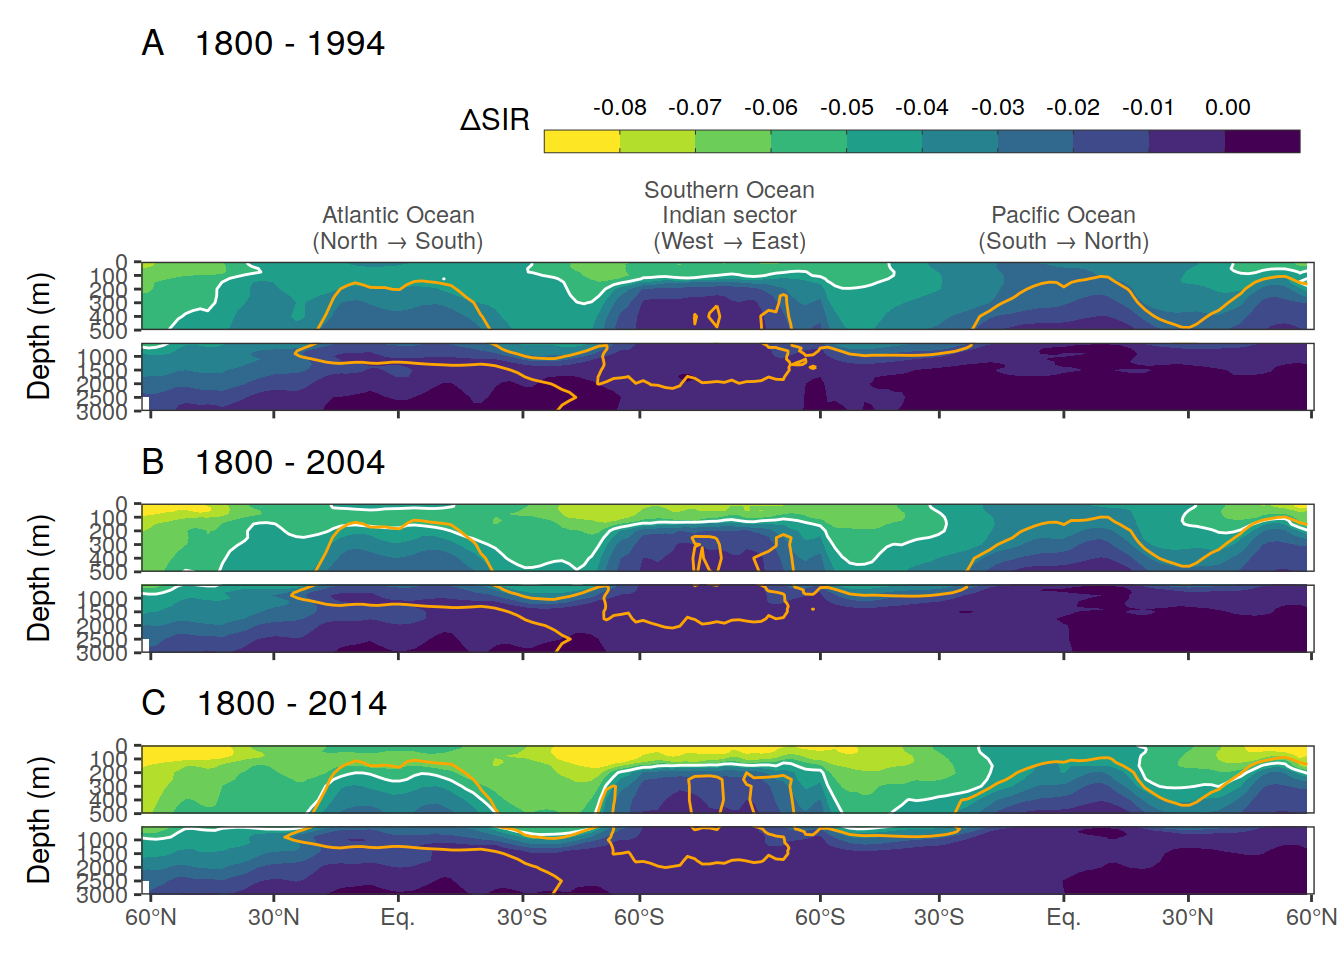 A 1800 - 1994
ΔSIR
-0.08 -0.07 -0.06 -0.05 -0.04 -0.03 -0.02 -0.01 0.00
Atlantic Ocean
(North → South)
Southern Ocean
Indian sector
(West → East)
Pacific Ocean
(South → North)
Depth (m)
0
100
200
300
400
500
1000
1500
2000
2500
3000
B 1800 - 2004
Depth (m)
0
100
200
300
400
500
1000
1500
2000
2500
3000
C 1800 - 2014
Depth (m)
0
100
200
300
400
500
1000
1500
2000
2500
3000
60°N 30°N Eq. 30°S 60°S 60°S 30°S Eq. 30°N 60°N